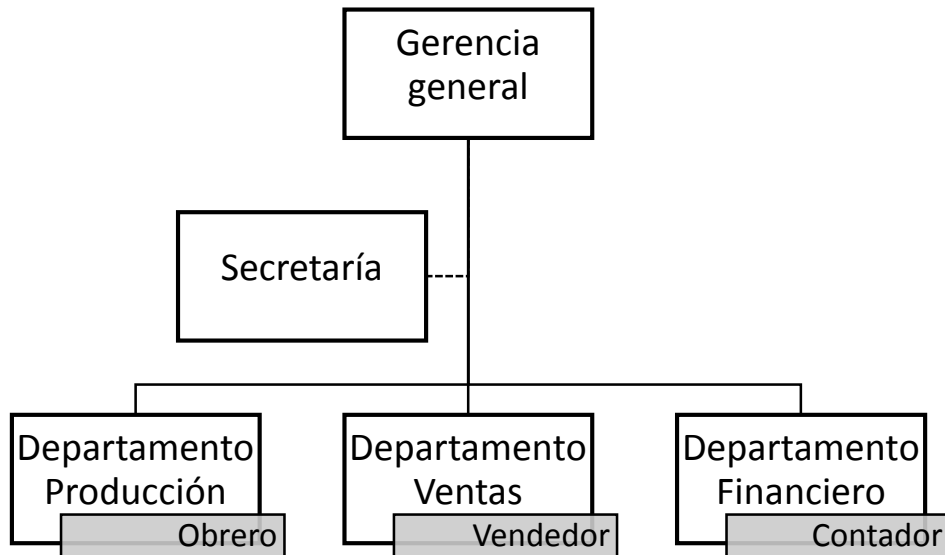 Gerencia
general
Secretaría
Departamento
Producción
Obrero
Departamento
Ventas
Vendedor
Departamento
Financiero
Contador